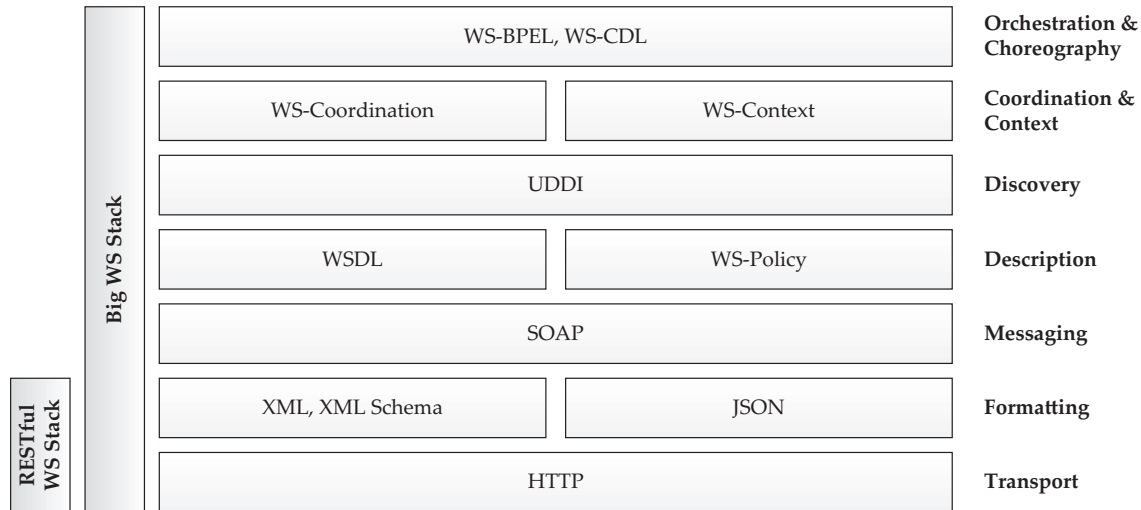 WS-BPEL, WS-CDL
Orchestration &
Choreography
WS-Coordination
WS-Context
Coordination &
Context
UDDI
Discovery
WSDL
WS-Policy
Description
SOAP
Messaging
XML, XML Schema
JSON
Formatting
HTTP
Transport
Big WS Stack
RESTful
WS Stack